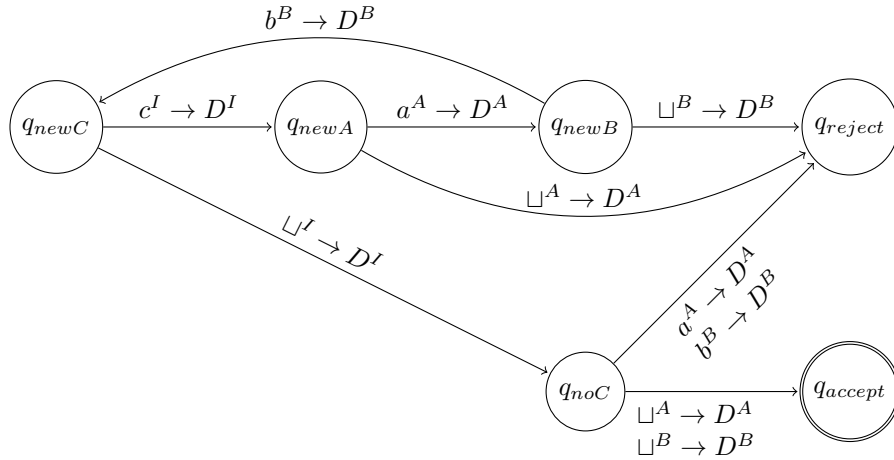 b^B → D^B
q_newC
c^I → D^I
q_newA
a^A → D^A
q_newB
⊔^B → D^B
q_reject
⊔^A → D^A
⊔^I → D^I
a^A → D^A
b^B → D^B
q_noC
⊔^A → D^A
⊔^B → D^B
q_accept